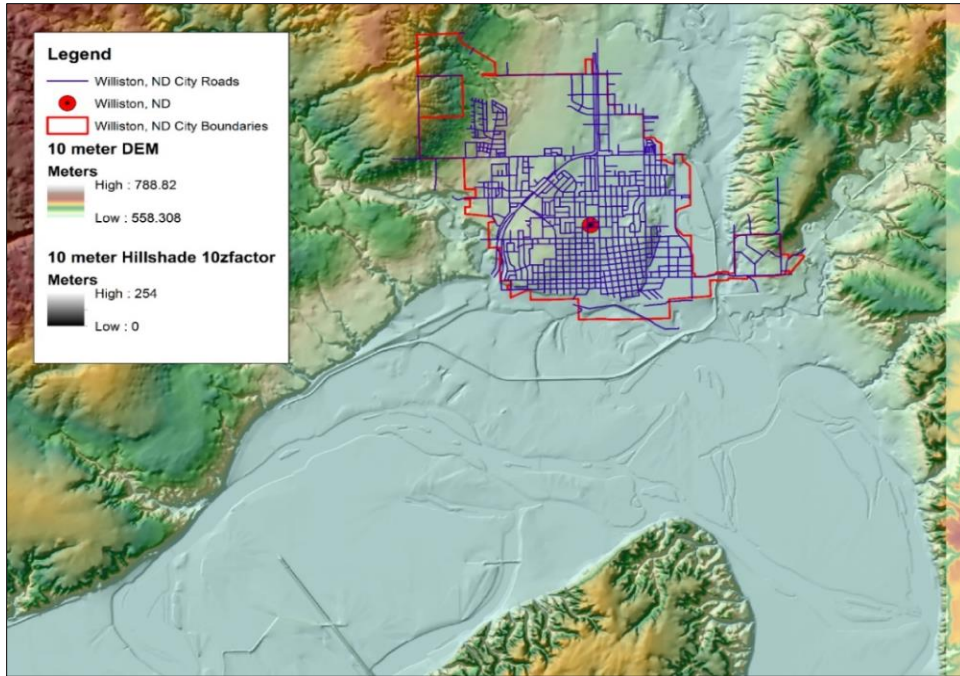 Legend
Williston, ND City Roads
Williston, ND
Williston, ND City Boundaries
10 meter DEM
Meters
High : 788.82
Low : 558.308
10 meter Hillshade 10zfactor
Meters
High : 254
Low : 0